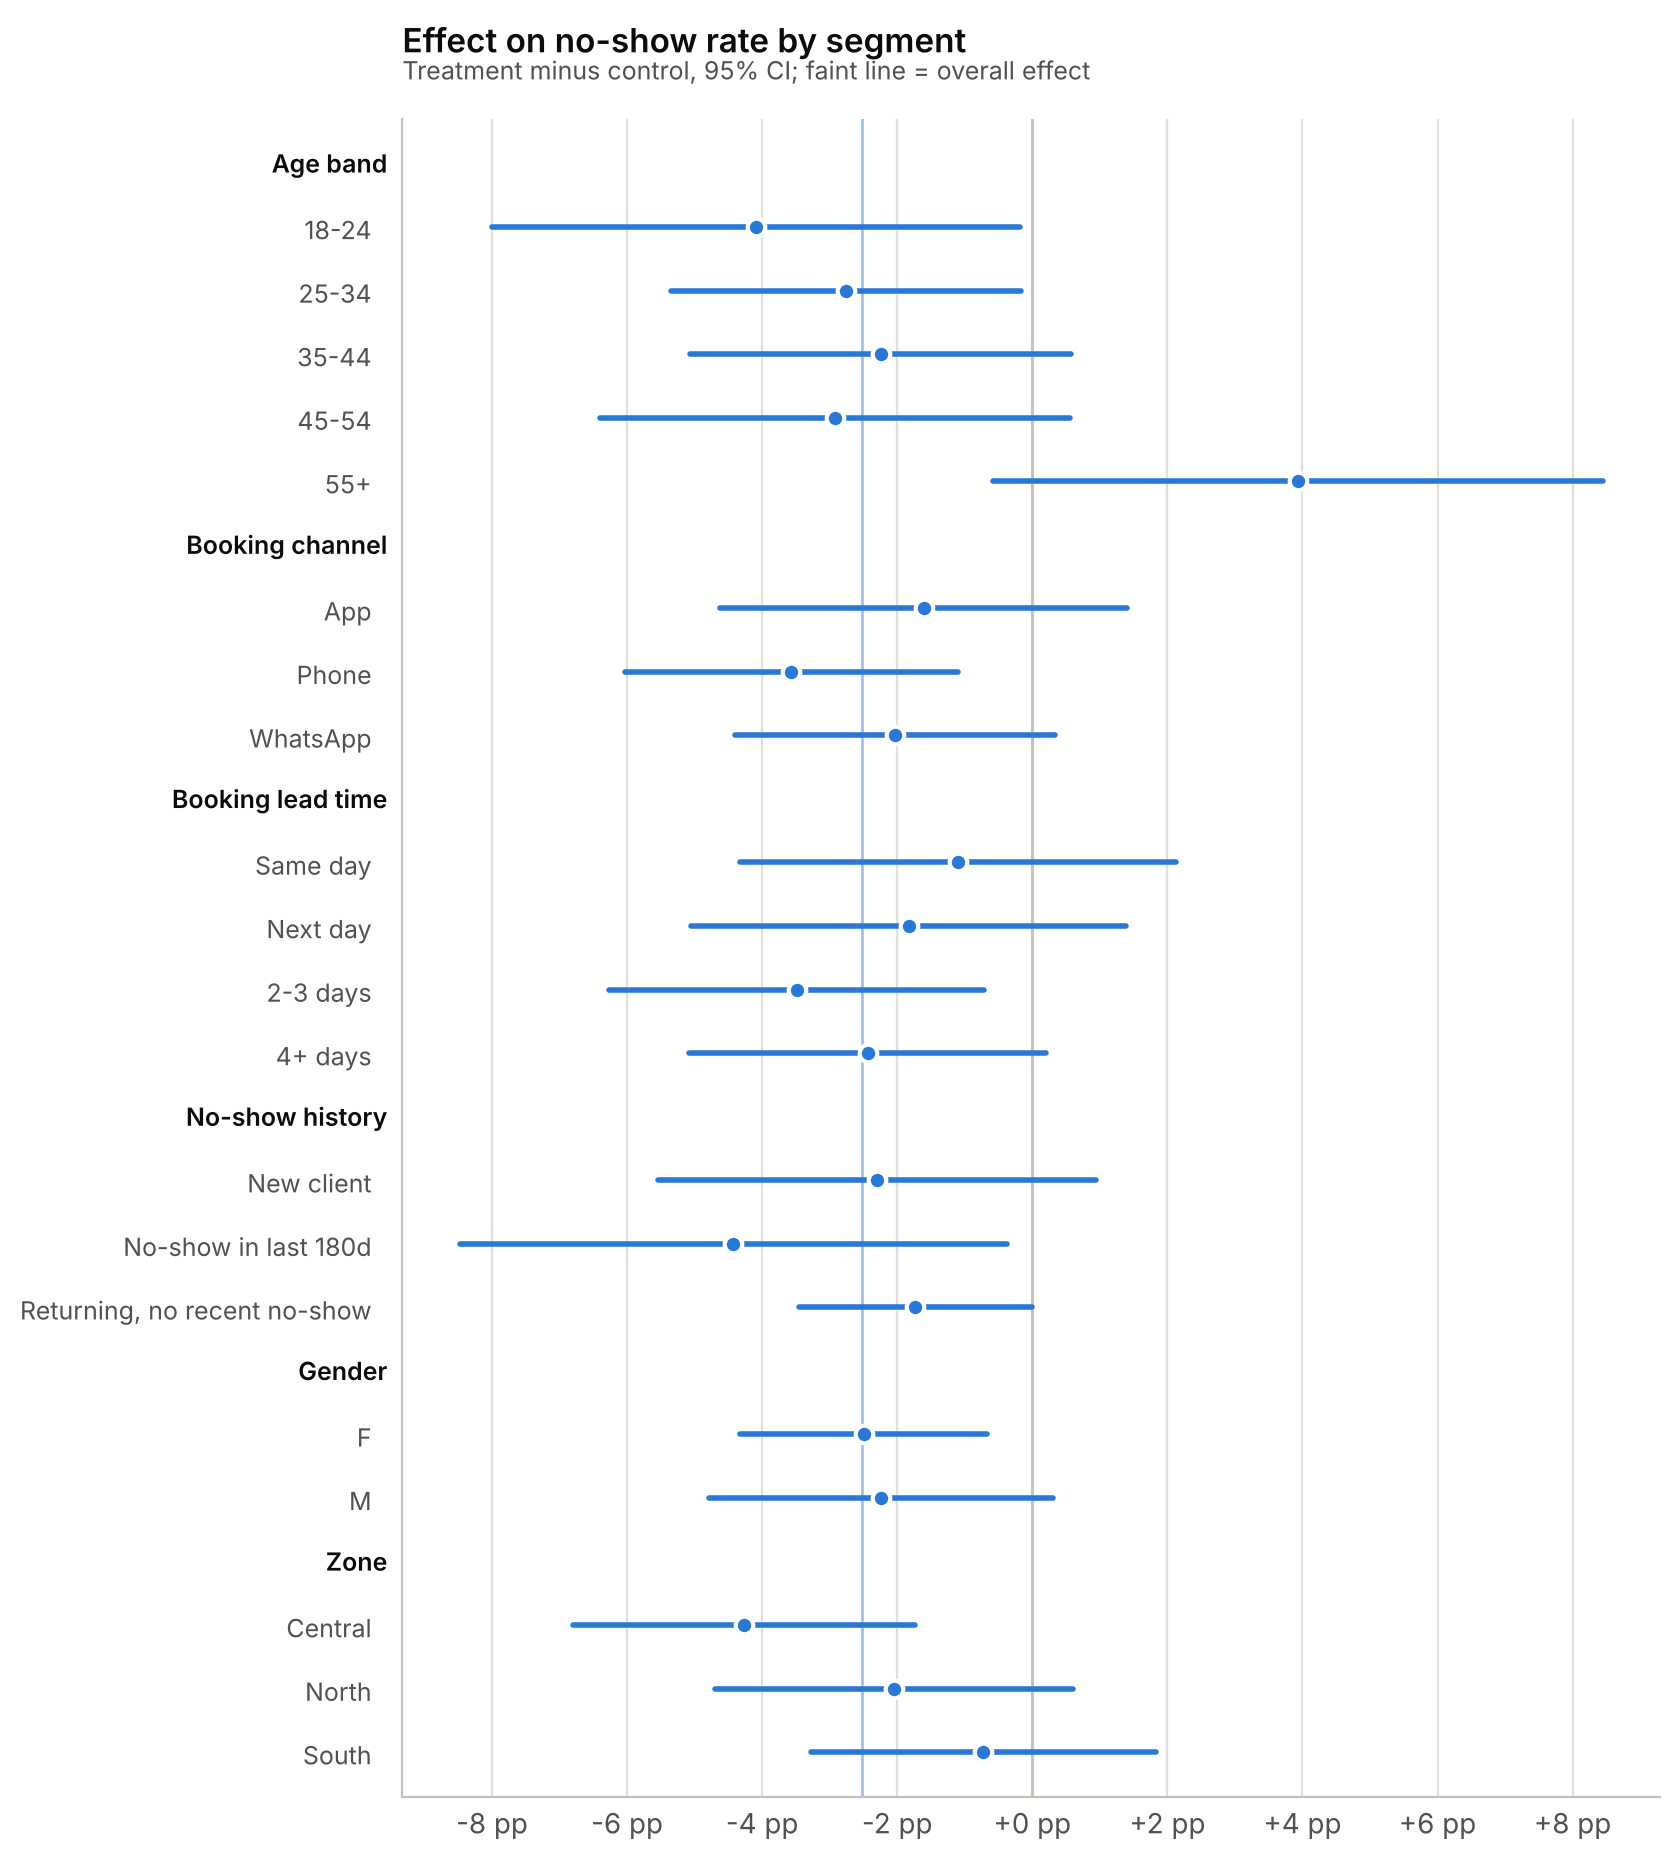 Effect on no-show rate by segment
Treatment minus control, 95% CI; faint line = overall effect
Age band
18-24
25-34
35-44
45-54
55+
Booking channel
App
Phone
WhatsApp
Booking lead time
Same day
Next day
2-3 days
4+ days
No-show history
New client
No-show in last 180d
Returning, no recent no-show
Gender
F
M
Zone
Central
North
South
-8 pp -6 pp -4 pp -2 pp +0 pp +2 pp +4 pp +6 pp +8 pp